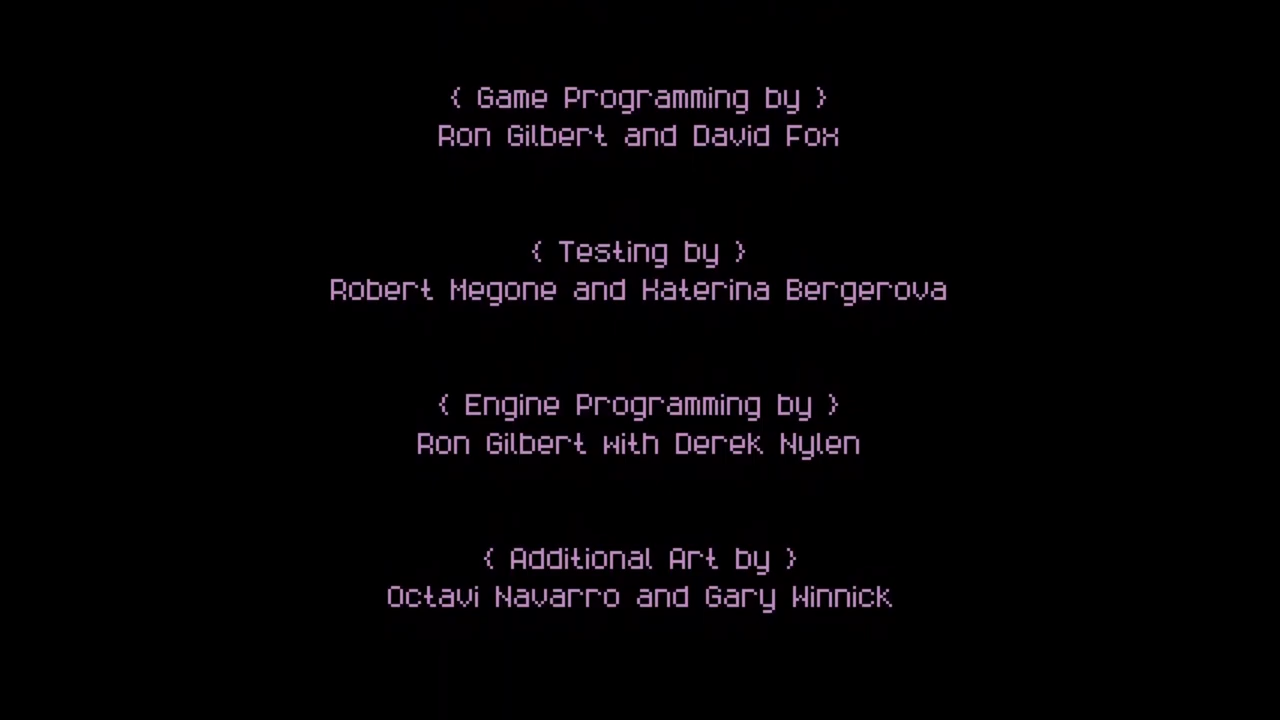 { Game Programming by }
Ron Gilbert and David Fox
{ Testing by }
Robert Megone and Katerina Bergerova
{ Engine Programming by }
Ron Gilbert with Derek Nylen
{ Additional Art by }
Octavi Navarro and Gary Winnick